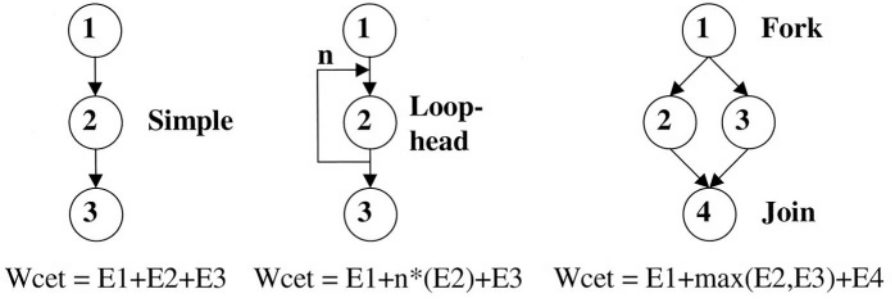 1
2
Simple
3
Wcet = E1+E2+E3
1
n
2
Loop-
head
3
Wcet = E1+n*(E2)+E3
1
Fork
2
3
4
Join
Wcet = E1+max(E2,E3)+E4